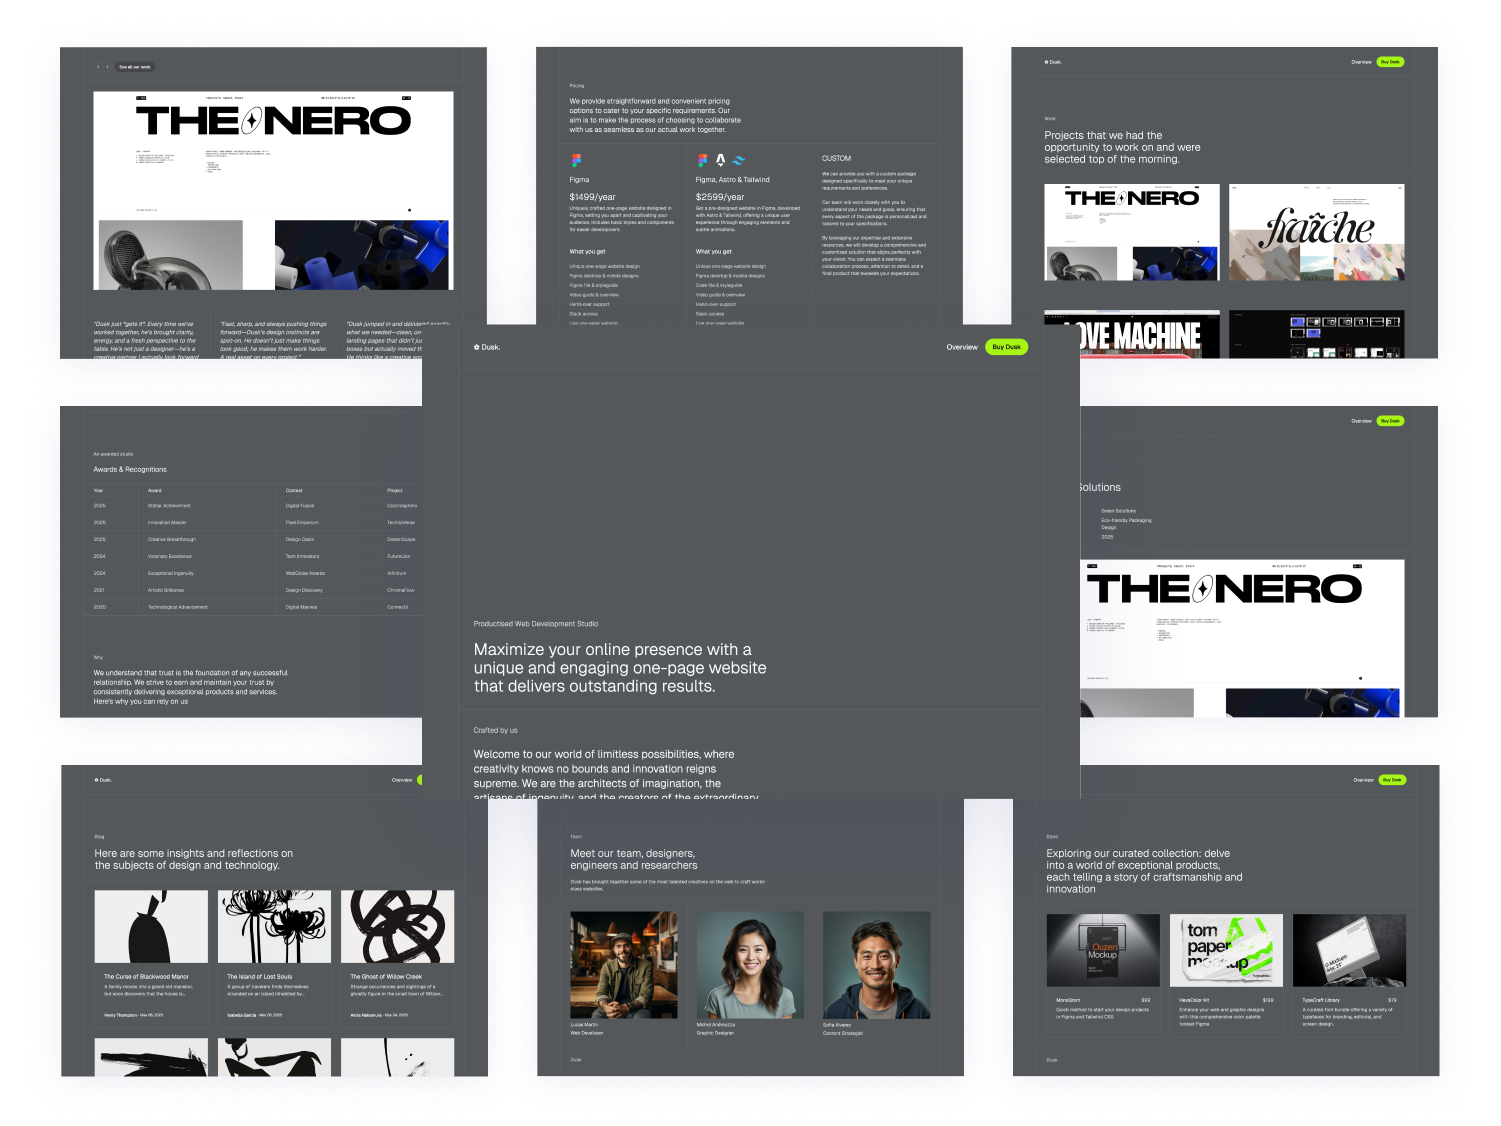 See all our work
THE NERO
"Dusk just "gets it". Every time we've
worked together, he's brought clarity,
energy, and a fresh perspective to the
table. He's not just a designer—he's a
creative partner I actually look forward
"Fast, sharp, and always pushing things
forward—Dusk's design instincts are
spot-on. He doesn't just make things
look good; he makes them work harder.
A real asset on every project."
"Dusk jumped in and delivered exactly
what we needed—clean, on-
landing pages that didn't jus
boxes but actually moved th
He thinks like a creative and
Pricing
We provide straightforward and convenient pricing
options to cater to your specific requirements. Our
aim is to make the process of choosing to collaborate
with us as seamless as our actual work together.
Figma
$1499/year
Uniquely crafted one-page website designed in
Figma, setting you apart and captivating your
audience. Includes basic styles and components
for easier development.
What you get
Unique one-page website design
Figma desktop & mobile designs
Figma file & styleguide
Video guide & overview
Hand-over support
Slack access
Live one-page website
Figma, Astro & Tailwind
$2599/year
Get a pre-designed website in Figma, developed
with Astro & Tailwind, offering a unique user
experience through engaging elements and
subtle animations.
What you get
Unique one-page website design
Figma desktop & mobile designs
Code file & styleguide
Video guide & overview
Hand-over support
Slack access
Live one-page website
CUSTOM
We can provide you with a custom package
designed specifically to meet your unique
requirements and preferences.
Our team will work closely with you to
understand your needs and goals, ensuring that
every aspect of the package is personalized and
tailored to your specifications.
By leveraging our expertise and extensive
resources, we will develop a comprehensive and
customized solution that aligns perfectly with
your vision. You can expect a seamless
collaboration process, attention to detail, and a
final product that exceeds your expectations.
Dusk.
Overview
Buy Dusk
Work
Projects that we had the
opportunity to work on and were
selected top of the morning.
THE NERO
fraîche
LOVE MACHINE
An awarded studio
Awards & Recognitions
Year Award Contest Project
2025 Stellar Achievement Digital Fusion Cosmosphere
2025 Innovation Master Pixel Emporium TechnoVerse
2025 Creative Breakthrough Design Oasis DreamScape
2024 Visionary Excellence Tech Innovators FutureLink
2024 Exceptional Ingenuity WebGlobe Awards Infinitum
2021 Artistic Brilliance Design Discovery ChromaFlow
2020 Technological Advancement Digital Marvels ConnectX
Why
We understand that trust is the foundation of any successful
relationship. We strive to earn and maintain your trust by
consistently delivering exceptional products and services.
Here's why you can rely on us
Dusk.
Overview
Buy Dusk
Productised Web Development Studio
Maximize your online presence with a
unique and engaging one-page website
that delivers outstanding results.
Crafted by us
Welcome to our world of limitless possibilities, where
creativity knows no bounds and innovation reigns
supreme. We are the architects of imagination, the
artisans of ingenuity, and the creators of the extraordinary
Overview
Buy Dusk
Solutions
Green Solutions
Eco-friendly Packaging
Design
2025
THE NERO
Dusk.
Overview
Blog
Here are some insights and reflections on
the subjects of design and technology.
The Curse of Blackwood Manor
A family moves into a grand old mansion,
but soon discovers that the house is...
Henry Thompson - May 06, 2025
The Island of Lost Souls
A group of travelers finds themselves
stranded on an island inhabited by...
Isabella Garcia - May 05, 2025
The Ghost of Willow Creek
Strange occurrences and sightings of a
ghostly figure in the small town of Willow...
Akira Nakamura - May 04, 2025
Team
Meet our team, designers,
engineers and researchers
Dusk has brought together some of the most talented creatives on the web to craft world-
class websites.
Lucas Martin
Web Developer
Michel Andreuzza
Graphic Designer
Sofia Alvarez
Content Strategist
Dusk
Overview
Buy Dusk
Store
Exploring our curated collection: delve
into a world of exceptional products,
each telling a story of craftsmanship and
innovation
Ouzen
Mockup
torn
paper
mockup
MonoGram $99
Quick method to start your design projects
in Figma and Tailwind CSS.
HexaColor Kit $199
Enhance your web and graphic designs
with this comprehensive color palette
toolset Figma
TypeCraft Library $79
A curated font bundle offering a variety of
typefaces for branding, editorial, and
screen design.
Dusk